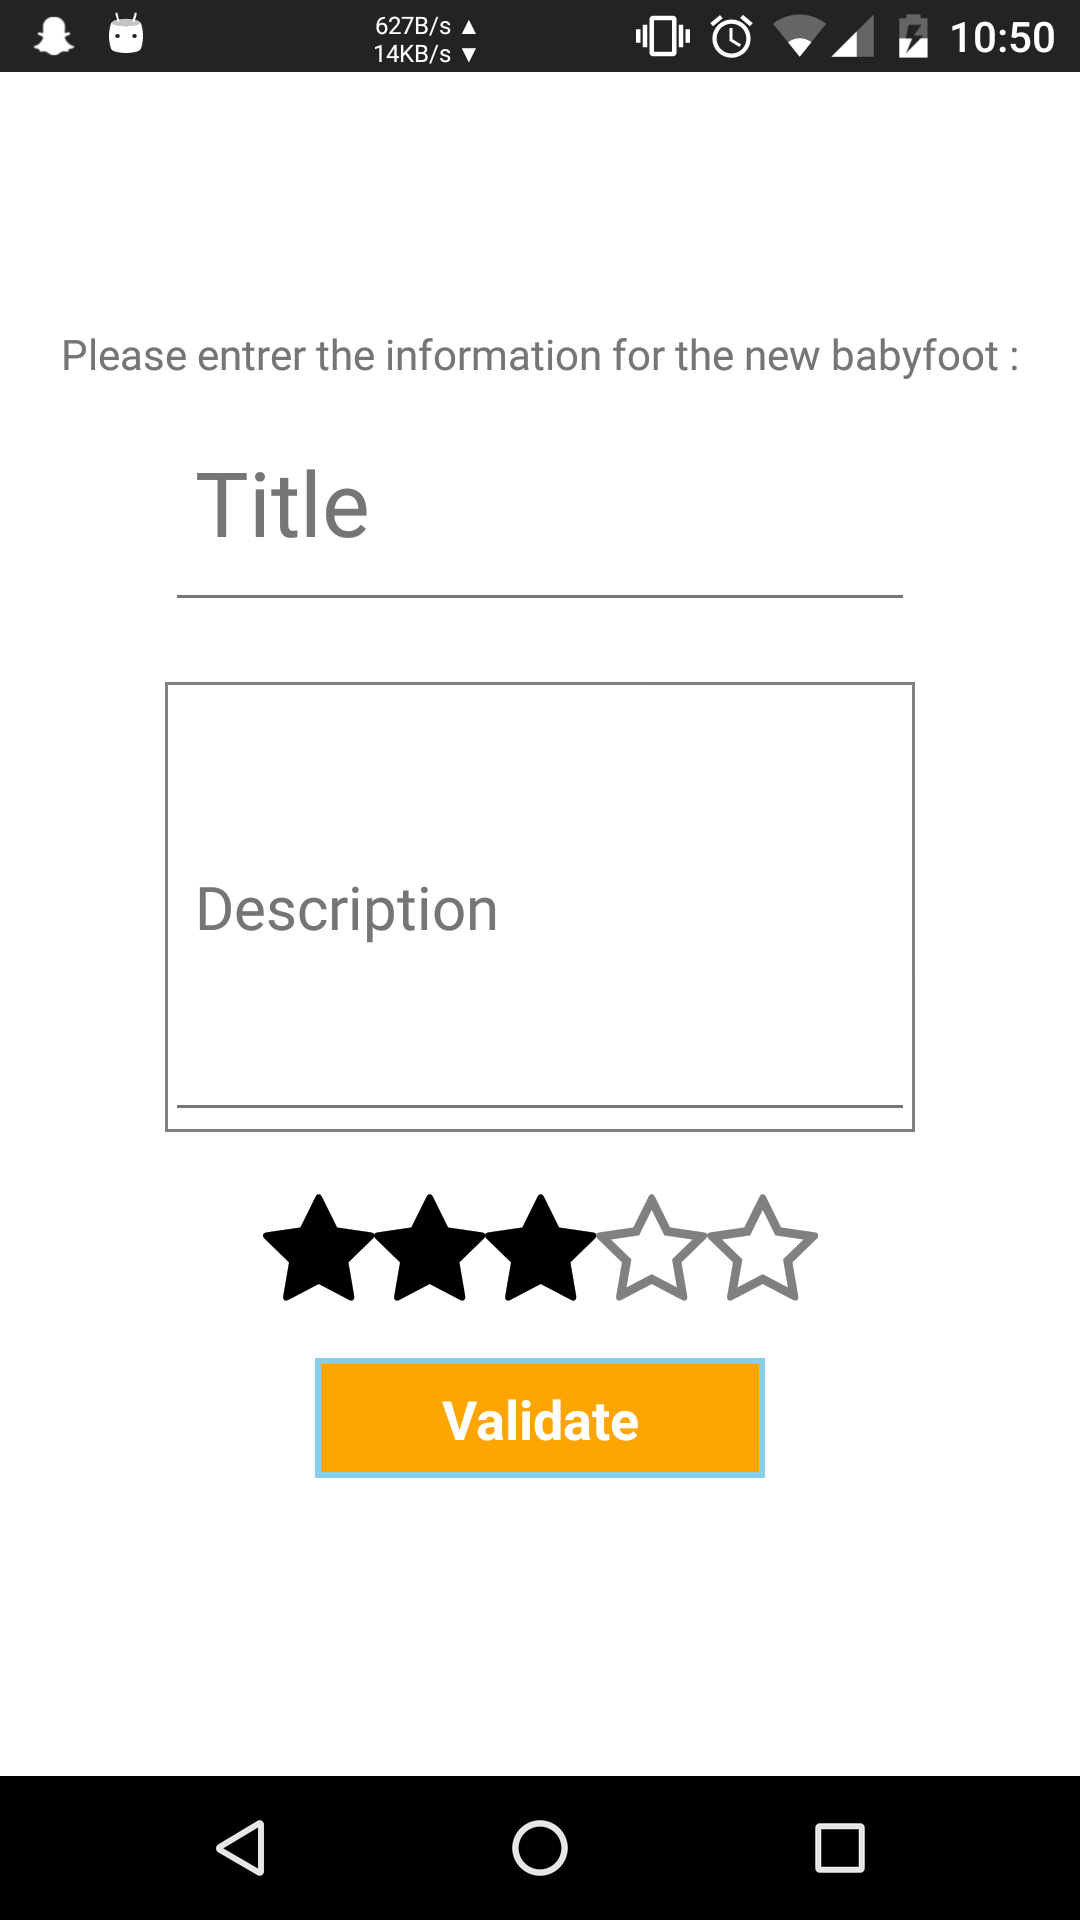 627B/s ▲
14KB/s ▼
10:50
Please entrer the information for the new babyfoot :
Title
Description
Validate